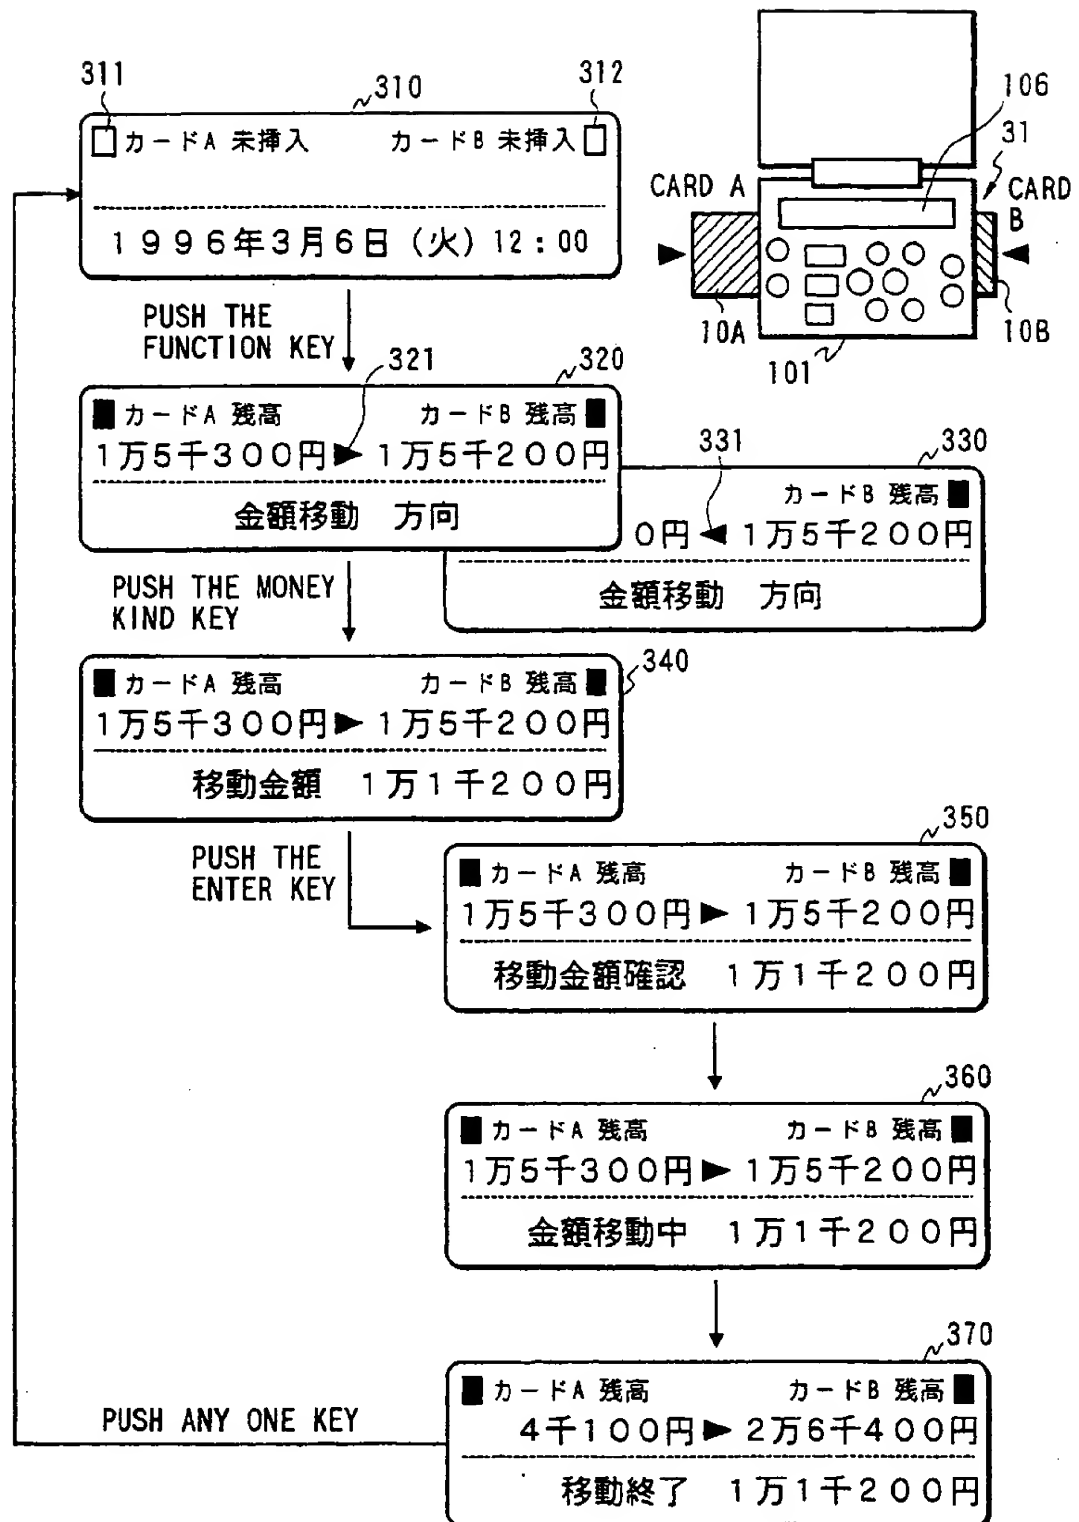 311
310
312
カードA 未挿入 カードB 未挿入
1996年3月6日(火)12:00
106
31
CARD A
CARD B
10A
10B
101
PUSH THE FUNCTION KEY
321
320
カードA 残高 カードB 残高
1万5千300円▶1万5千200円
金額移動 方向
331
330
カードB 残高
0円◀1万5千200円
金額移動 方向
PUSH THE MONEY KIND KEY
340
カードA 残高 カードB 残高
1万5千300円▶1万5千200円
移動金額 1万1千200円
PUSH THE ENTER KEY
350
カードA 残高 カードB 残高
1万5千300円▶1万5千200円
移動金額確認 1万1千200円
360
カードA 残高 カードB 残高
1万5千300円▶1万5千200円
金額移動中 1万1千200円
370
カードA 残高 カードB 残高
4千100円▶2万6千400円
移動終了 1万1千200円
PUSH ANY ONE KEY